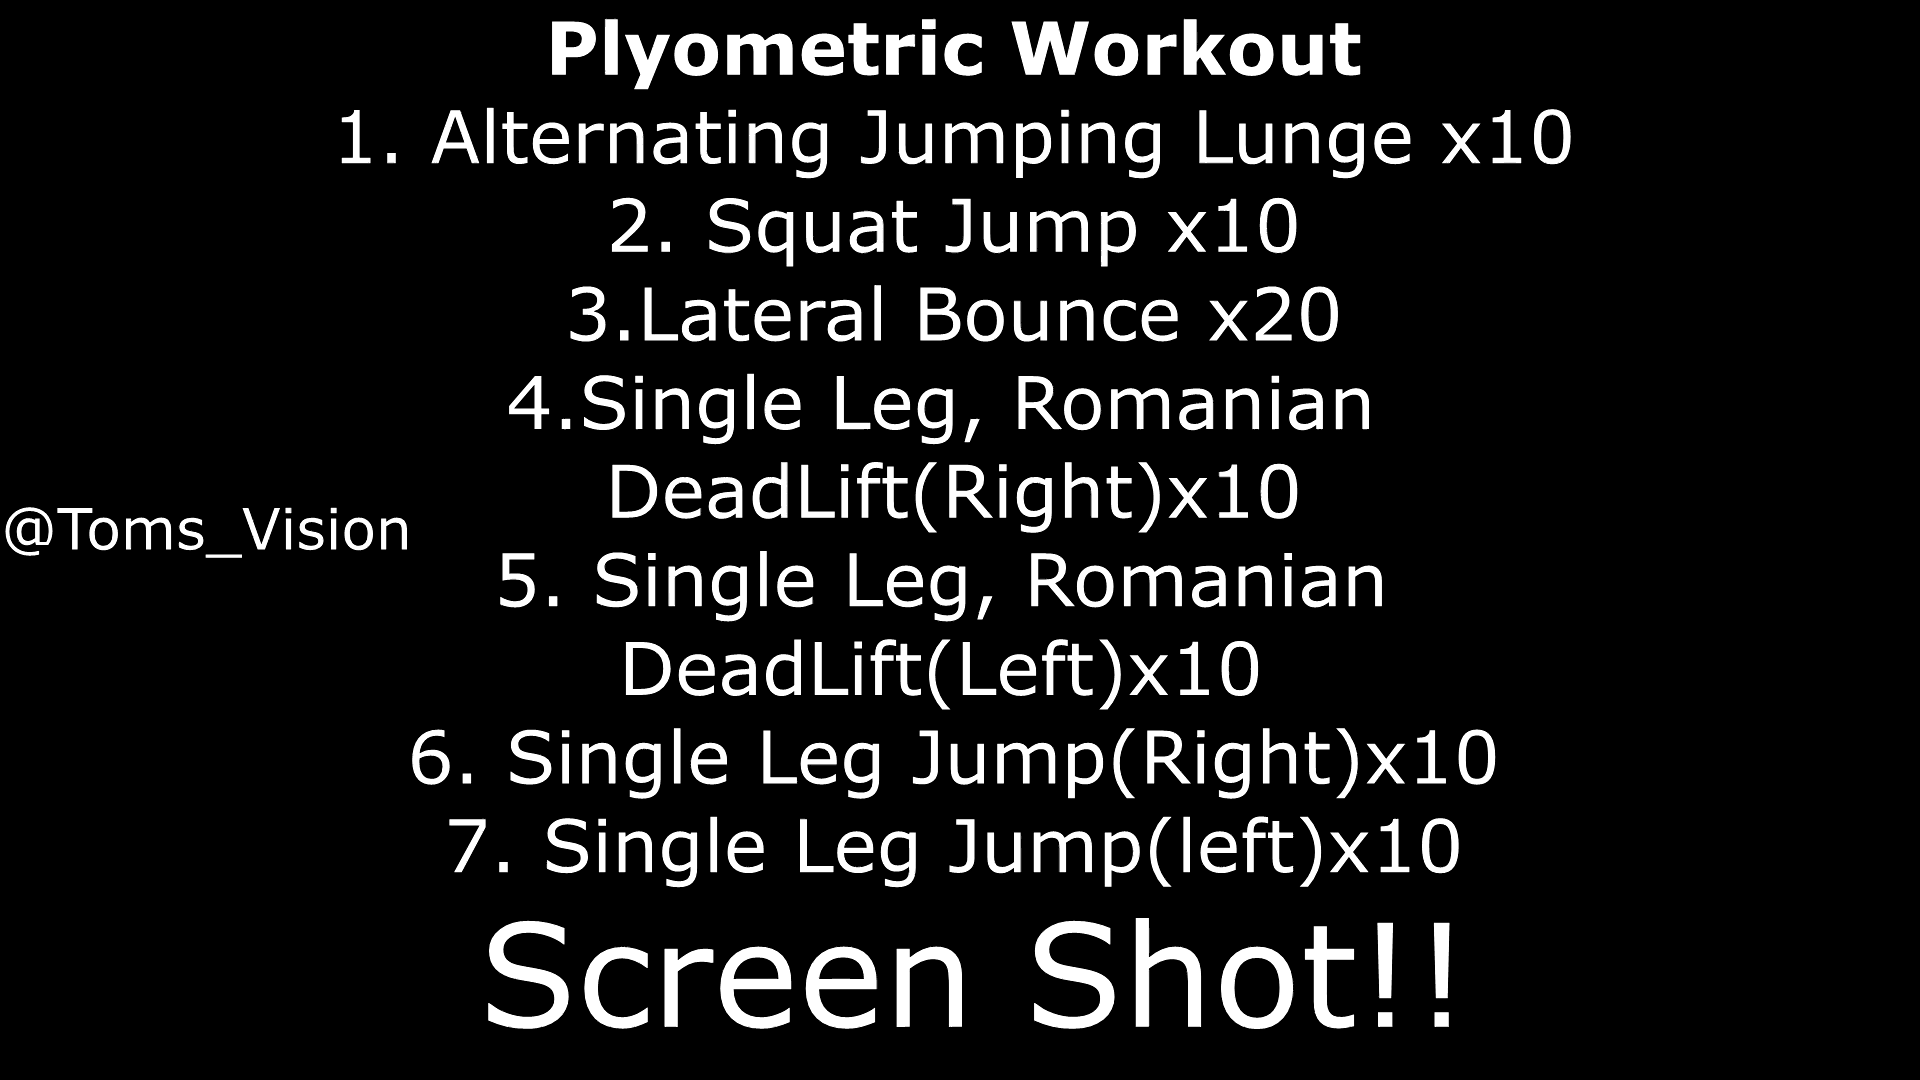 Plyometric Workout
1. Alternating Jumping Lunge x10
2. Squat Jump x10
3.Lateral Bounce x20
4.Single Leg, Romanian
DeadLift(Right)x10
@Toms_Vision
5. Single Leg, Romanian
DeadLift(Left)x10
6. Single Leg Jump(Right)x10
7. Single Leg Jump(left)x10
Screen Shot!!